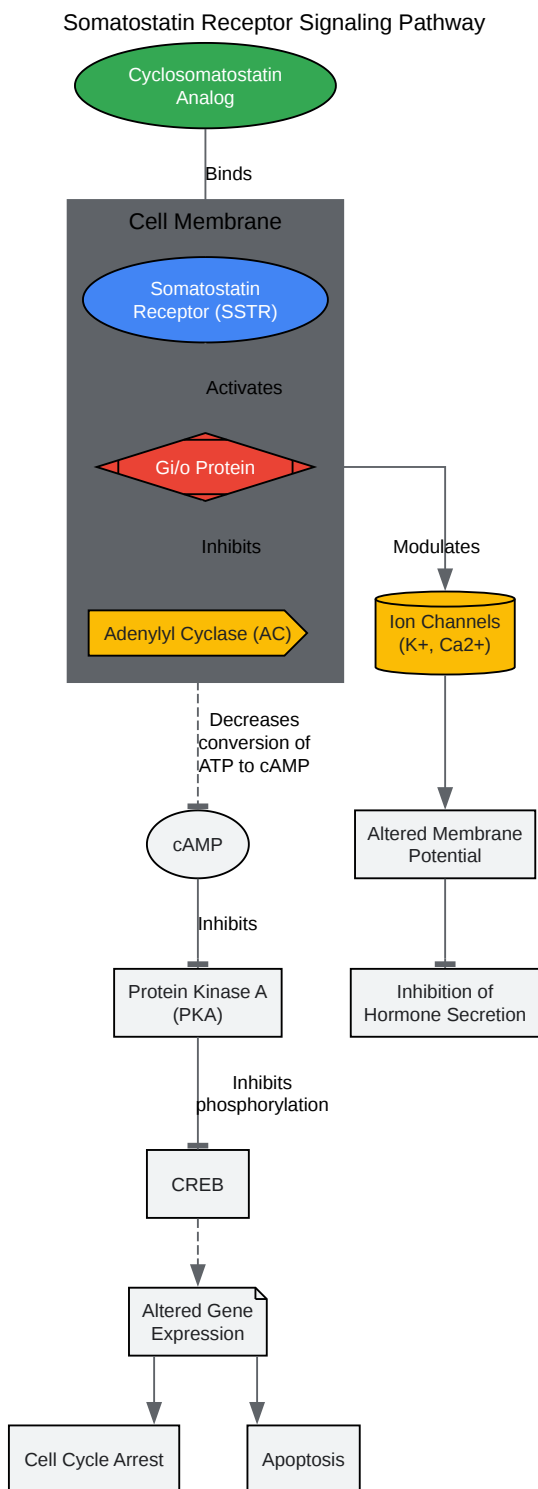 Somatostatin Receptor Signaling Pathway
Cyclosomatostatin
Analog
Binds
Cell Membrane
Somatostatin
Receptor (SSTR)
Activates
Gi/o Protein
Inhibits
Modulates
Adenylyl Cyclase (AC)
Ion Channels
(K+, Ca2+)
Decreases
conversion of
ATP to cAMP
cAMP
Altered Membrane
Potential
Inhibits
Protein Kinase A
(PKA)
Inhibition of
Hormone Secretion
Inhibits
phosphorylation
CREB
Altered Gene
Expression
Cell Cycle Arrest
Apoptosis